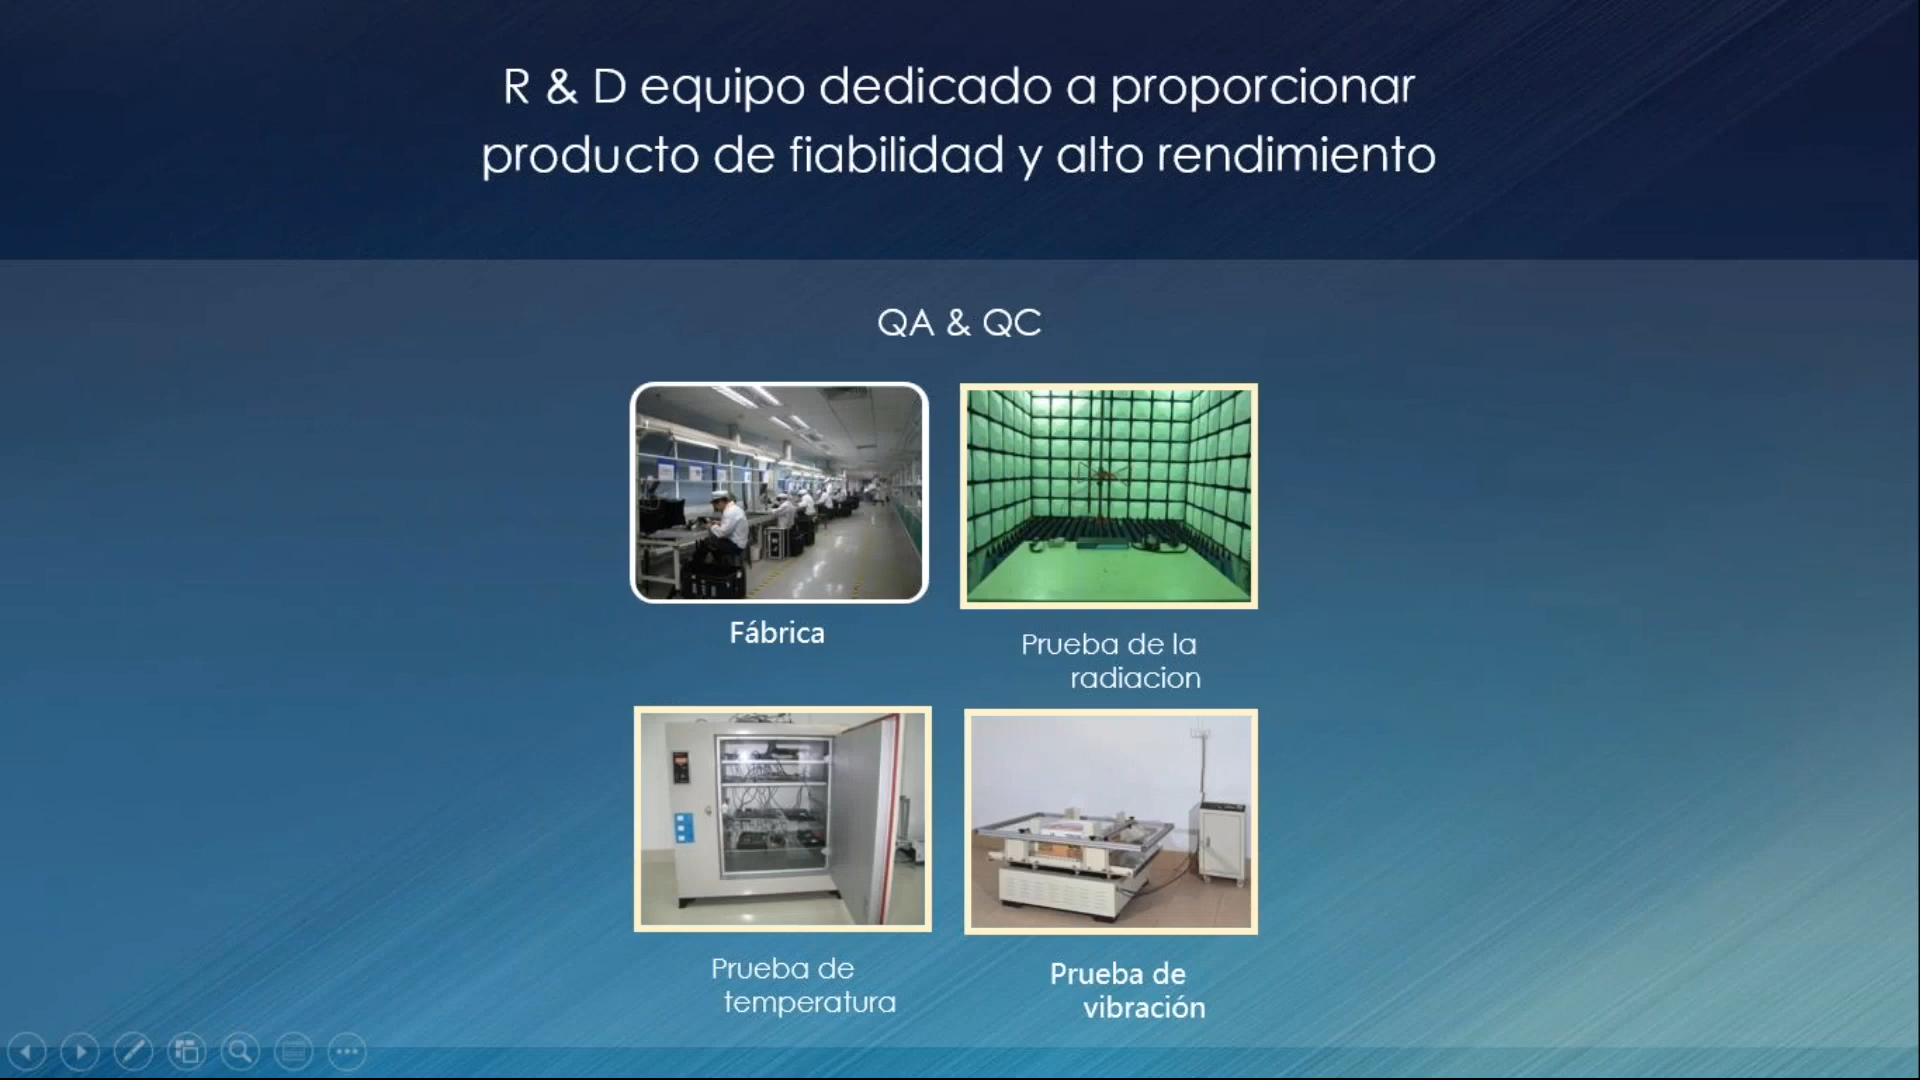 R & D equipo dedicado a proporcionar
producto de fiabilidad y alto rendimiento
QA & QC
Fábrica
Prueba de la
radiacion
Prueba de
temperatura
Prueba de
vibración